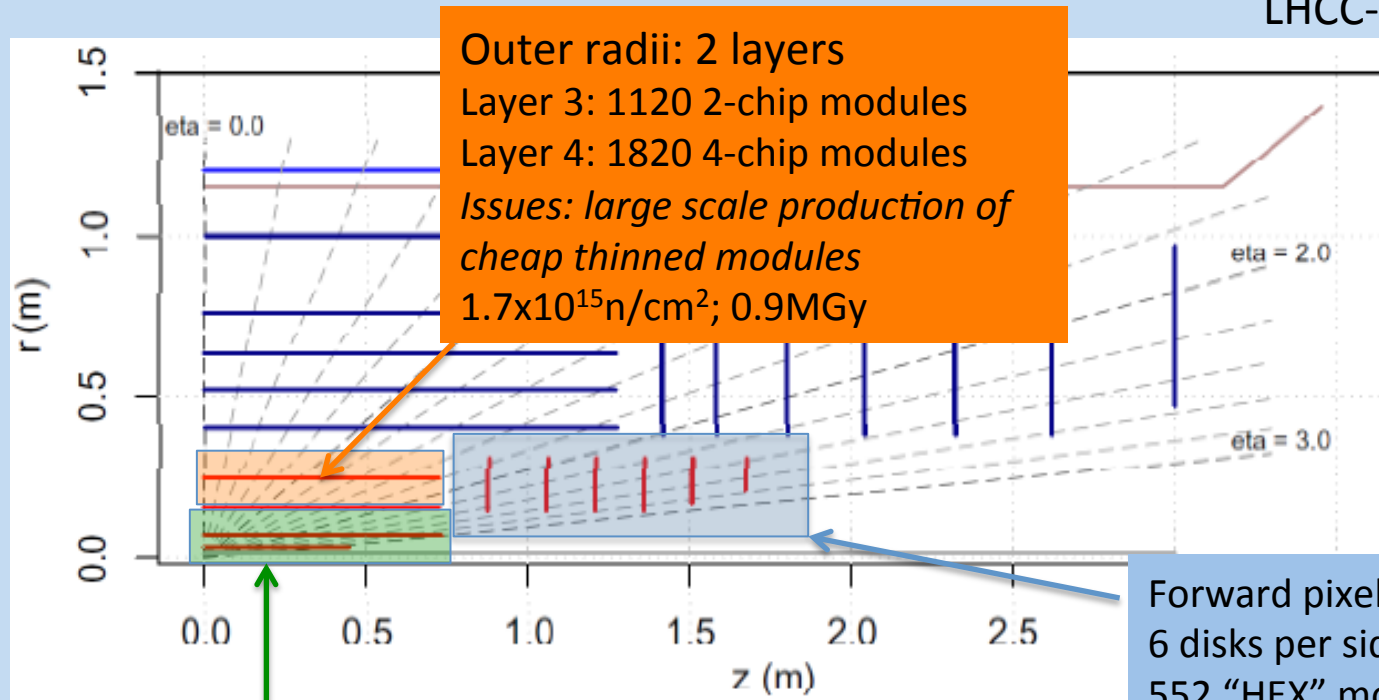 LHCC-
Outer radii: 2 layers
Layer 3: 1120 2-chip modules
Layer 4: 1820 4-chip modules
Issues: large scale production of
cheap thinned modules
1.7x10¹⁵n/cm²; 0.9MGy
eta = 0.0
eta = 2.0
eta = 3.0
1.5
1.0
0.5
0.0
r (m)
0.0 0.5 1.0 1.5 2.0 2.5
z (m)
Forward pixel
6 disks per sid
552 “HEX” mo